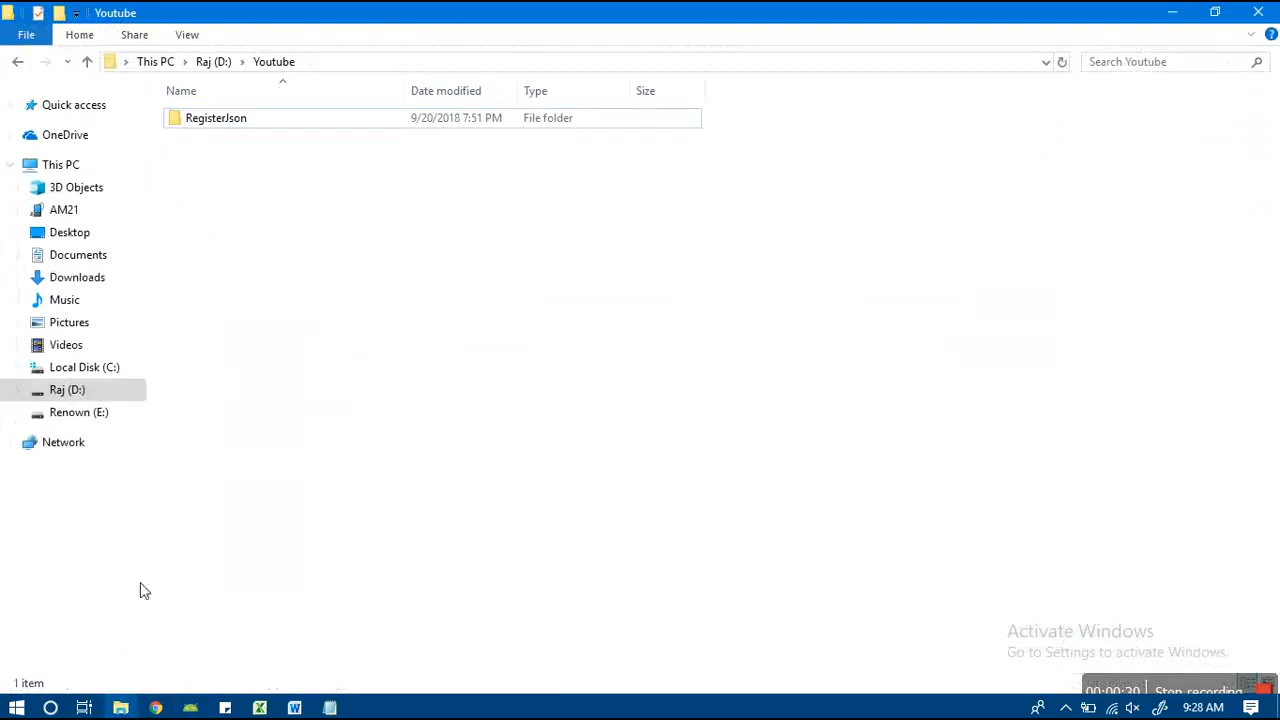 Youtube
File Home Share View
This PC Raj (D:) Youtube Search Youtube
Name Date modified Type Size
RegisterJson 9/20/2018 7:51 PM File folder
Quick access
OneDrive
This PC
3D Objects
AM21
Desktop
Documents
Downloads
Music
Pictures
Videos
Local Disk (C:)
Raj (D:)
Renown (E:)
Network
Activate Windows
Go to Settings to activate Windows.
1 item
Stop recording
9:28 AM